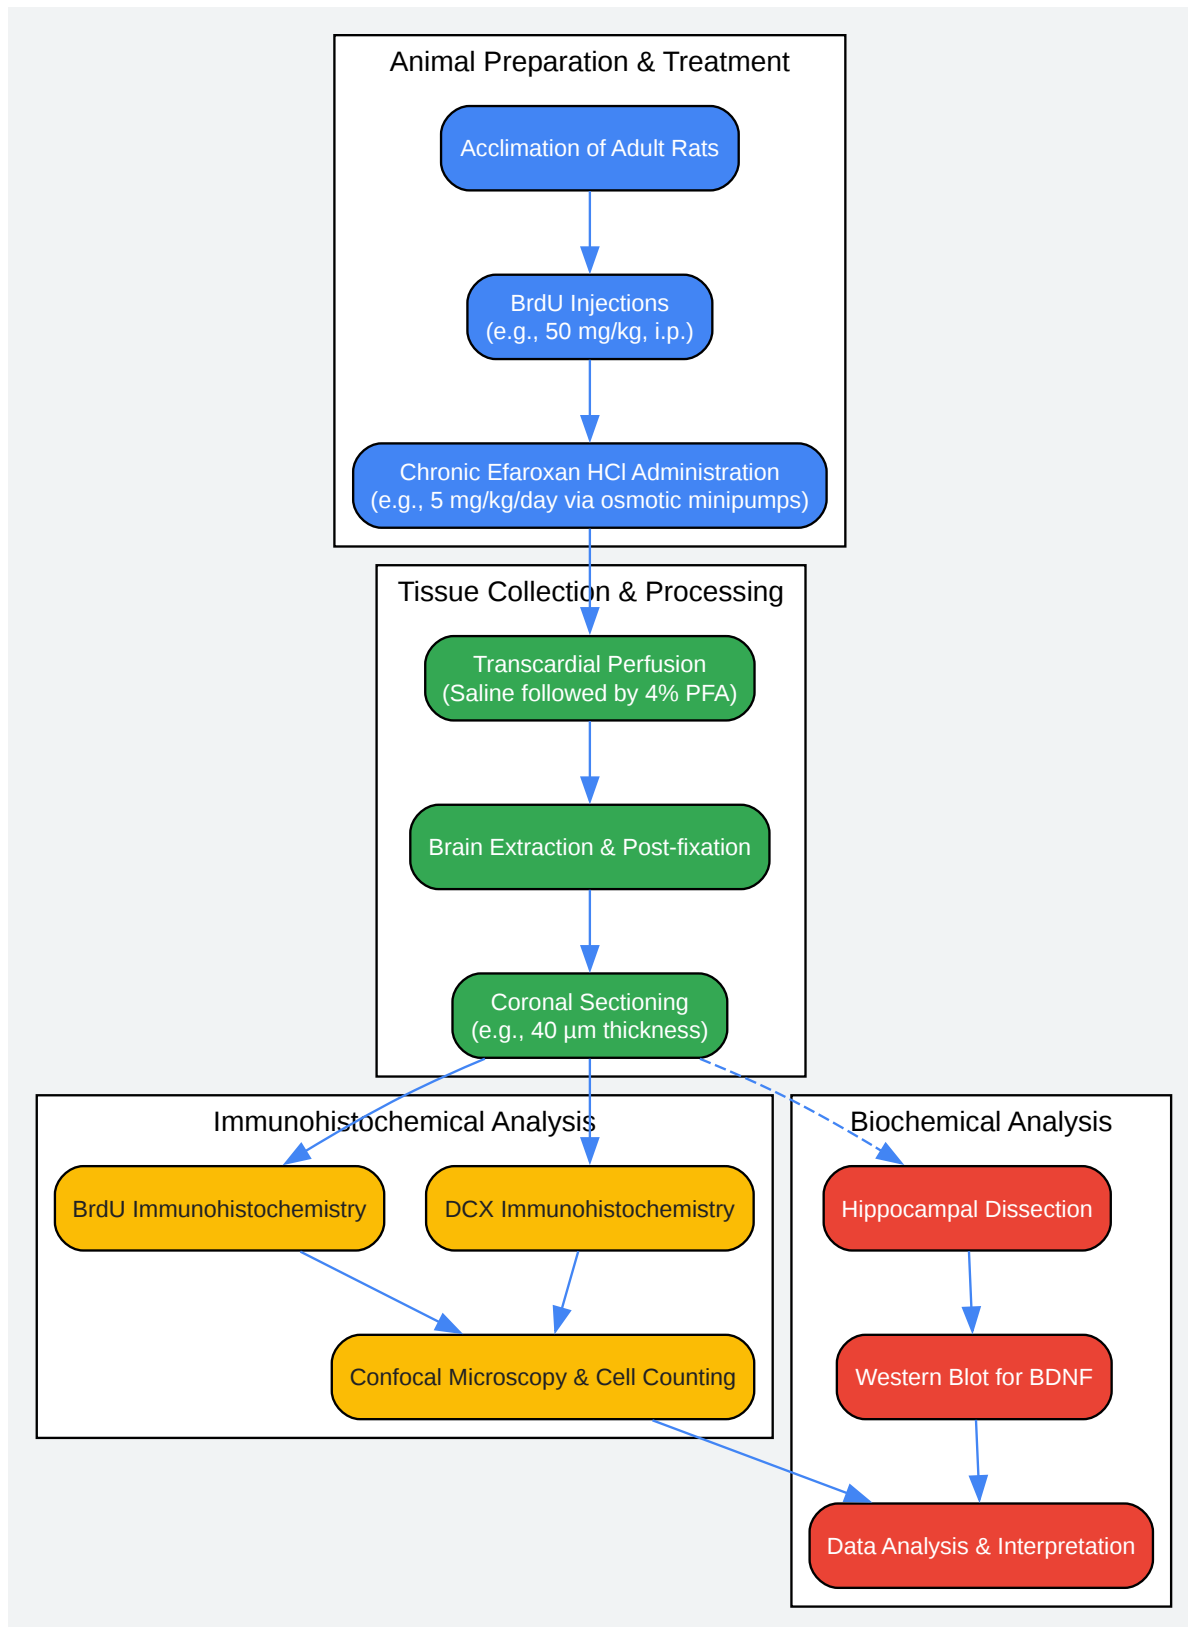 Animal Preparation & Treatment
Acclimation of Adult Rats
BrdU Injections
(e.g., 50 mg/kg, i.p.)
Chronic Efaroxan HCl Administration
(e.g., 5 mg/kg/day via osmotic minipumps)
Tissue Collection & Processing
Transcardial Perfusion
(Saline followed by 4% PFA)
Brain Extraction & Post-fixation
Coronal Sectioning
(e.g., 40 µm thickness)
Immunohistochemical Analysis
BrdU Immunohistochemistry
DCX Immunohistochemistry
Confocal Microscopy & Cell Counting
Biochemical Analysis
Hippocampal Dissection
Western Blot for BDNF
Data Analysis & Interpretation